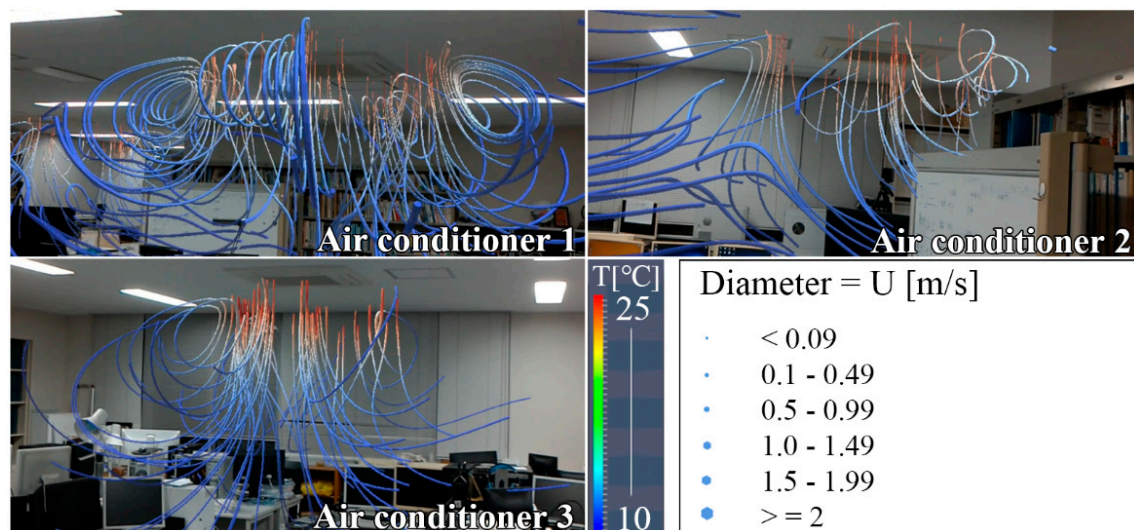 Air conditioner 1
Air conditioner 2
Air conditioner 3
T[℃]
25
10
Diameter = U [m/s]
< 0.09
0.1 - 0.49
0.5 - 0.99
1.0 - 1.49
1.5 - 1.99
> = 2